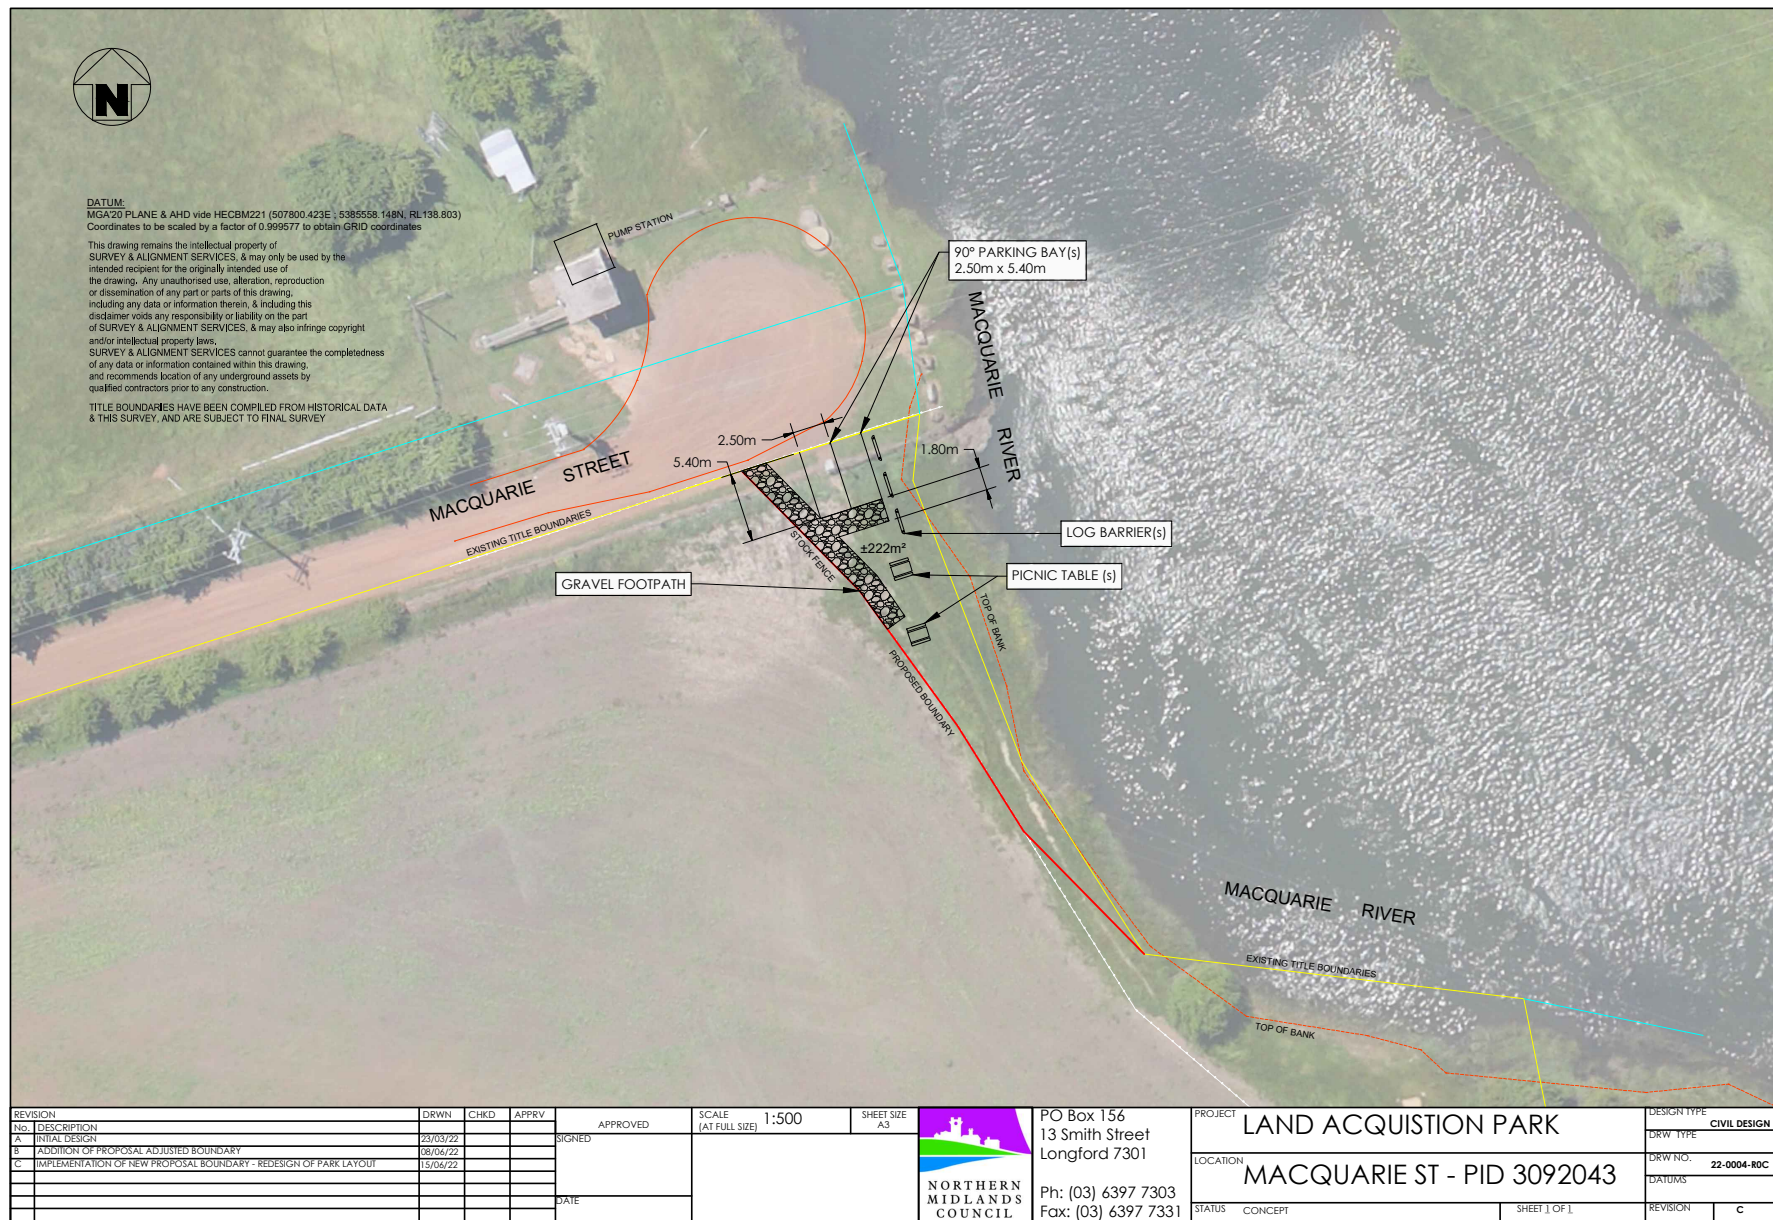 N
DATUM:
MGA'20 PLANE & AHD vide HECBM221 (507800.423E ; 5385558.148N, RL138.803)
Coordinates to be scaled by a factor of 0.999577 to obtain GRID coordinates
This drawing remains the intellectual property of
SURVEY & ALIGNMENT SERVICES, & may only be used by the
intended recipient for the originally intended use of
the drawing. Any unauthorised use, alteration, reproduction
or dissemination of any part or parts of this drawing,
including any data or information therein, & including this
disclaimer voids any responsibility or liability on the part
of SURVEY & ALIGNMENT SERVICES, & may also infringe copyright
and/or intellectual property laws.
SURVEY & ALIGNMENT SERVICES cannot guarantee the completedness
of any data or information contained within this drawing,
and recommends location of any underground assets by
qualified contractors prior to any construction.
TITLE BOUNDARIES HAVE BEEN COMPILED FROM HISTORICAL DATA
& THIS SURVEY, AND ARE SUBJECT TO FINAL SURVEY
PUMP STATION
90° PARKING BAY(s)
2.50m x 5.40m
MACQUARIE RIVER
2.50m
5.40m
1.80m
MACQUARIE STREET
EXISTING TITLE BOUNDARIES
STOCK FENCE
±222m²
LOG BARRIER(s)
GRAVEL FOOTPATH
PICNIC TABLE (s)
TOP OF BANK
PROPOSED BOUNDARY
MACQUARIE RIVER
EXISTING TITLE BOUNDARIES
TOP OF BANK
REVISION DRWN CHKD APPRV
No. DESCRIPTION
A INTIAL DESIGN 23/03/22
B ADDITION OF PROPOSAL ADJUSTED BOUNDARY 08/06/22
C IMPLEMENTATION OF NEW PROPOSAL BOUNDARY - REDESIGN OF PARK LAYOUT 15/06/22
APPROVED
SIGNED
DATE
SCALE
(AT FULL SIZE) 1:500
SHEET SIZE
A3
NORTHERN
MIDLANDS
COUNCIL
PO Box 156
13 Smith Street
Longford 7301
Ph: (03) 6397 7303
Fax: (03) 6397 7331
PROJECT LAND ACQUISTION PARK
LOCATION MACQUARIE ST - PID 3092043
STATUS CONCEPT SHEET 1 OF 1
DESIGN TYPE
CIVIL DESIGN
DRW TYPE
DRW NO.
22-0004-R0C
DATUMS
REVISION C